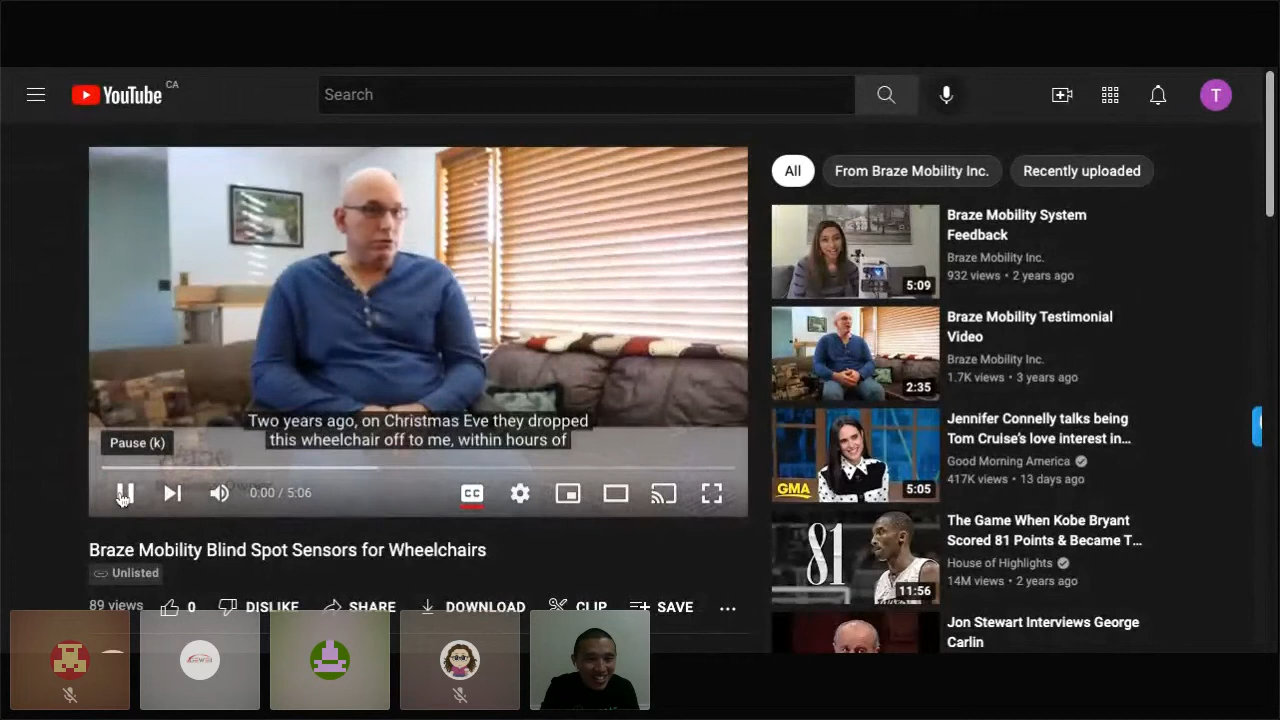 YouTube CA
Search
T
All
From Braze Mobility Inc.
Recently uploaded
Two years ago, on Christmas Eve they dropped
this wheelchair off to me, within hours of
Pause (k)
0:00 / 5:06
CC
Braze Mobility Blind Spot Sensors for Wheelchairs
Unlisted
89 views
0
DISLIKE
SHARE
DOWNLOAD
CLIP
SAVE
5:09
Braze Mobility System
Feedback
Braze Mobility Inc.
932 views • 2 years ago
2:35
Braze Mobility Testimonial
Video
Braze Mobility Inc.
1.7K views • 3 years ago
GMA
5:05
Jennifer Connelly talks being
Tom Cruise's love interest in...
Good Morning America
417K views • 13 days ago
81
11:56
The Game When Kobe Bryant
Scored 81 Points & Became T...
House of Highlights
14M views • 2 years ago
Jon Stewart Interviews George
Carlin